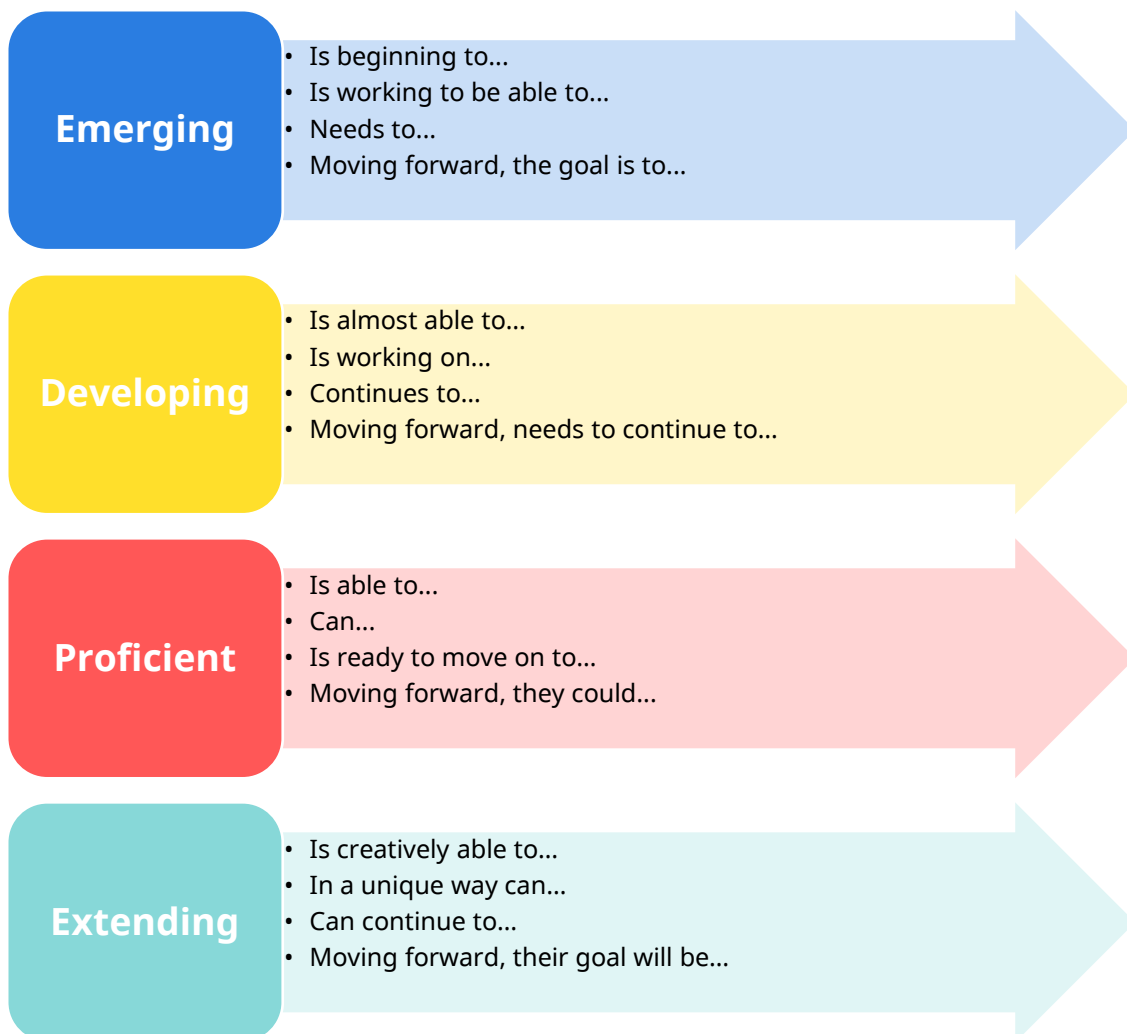 Emerging
• Is beginning to...
• Is working to be able to...
• Needs to...
• Moving forward, the goal is to...
Developing
• Is almost able to...
• Is working on...
• Continues to...
• Moving forward, needs to continue to...
Proficient
• Is able to...
• Can...
• Is ready to move on to...
• Moving forward, they could...
Extending
• Is creatively able to...
• In a unique way can...
• Can continue to...
• Moving forward, their goal will be...